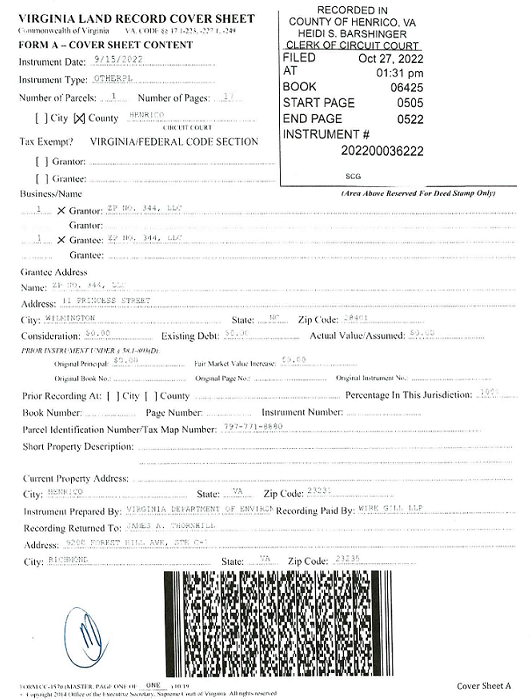 VIRGINIA LAND RECORD COVER SHEET
Commonwealth of Virginia VA. CODE §§ 17.1-223, -227.1, -249
FORM A – COVER SHEET CONTENT
Instrument Date: 9/15/2022
Instrument Type: OTHERPL
Number of Parcels: 1 Number of Pages: 17
[ ] City [X] County HENRICO
CIRCUIT COURT
Tax Exempt? VIRGINIA/FEDERAL CODE SECTION
[ ] Grantor:
[ ] Grantee:
RECORDED IN
COUNTY OF HENRICO, VA
HEIDI S. BARSHINGER
CLERK OF CIRCUIT COURT
FILED Oct 27, 2022
AT 01:31 pm
BOOK 06425
START PAGE 0505
END PAGE 0522
INSTRUMENT #
202200036222
SCG
(Area Above Reserved For Deed Stamp Only)
Business/Name
1 X Grantor: ZP NO. 344, LLC
Grantor:
1 X Grantee: ZP NO. 344, LLC
Grantee:
Grantee Address
Name: ZP NO. 344, LLC
Address: 11 PRINCESS STREET
City: WILMINGTON State: NC Zip Code: 28401
Consideration: $0.00 Existing Debt: $0.00 Actual Value/Assumed: $0.00
PRIOR INSTRUMENT UNDER § 58.1-803(D):
Original Principal: $0.00 Fair Market Value Increase: $0.00
Original Book No.: Original Page No.: Original Instrument No.:
Prior Recording At: [ ] City [ ] County Percentage In This Jurisdiction: 100%
Book Number: Page Number: Instrument Number:
Parcel Identification Number/Tax Map Number: 797-771-8880
Short Property Description:
Current Property Address:
City: HENRICO State: VA Zip Code: 23231
Instrument Prepared By: VIRGINIA DEPARTMENT OF ENVIRON Recording Paid By: WIRE GILL LLP
Recording Returned To: JAMES A. THORNHILL
Address: 9200 FOREST HILL AVE, STE C-1
City: RICHMOND State: VA Zip Code: 23235
FORM CC-1570 (MASTER, PAGE ONE OF ONE ) 10/19
Copyright 2014 Office of the Executive Secretary, Supreme Court of Virginia. All rights reserved.
Cover Sheet A